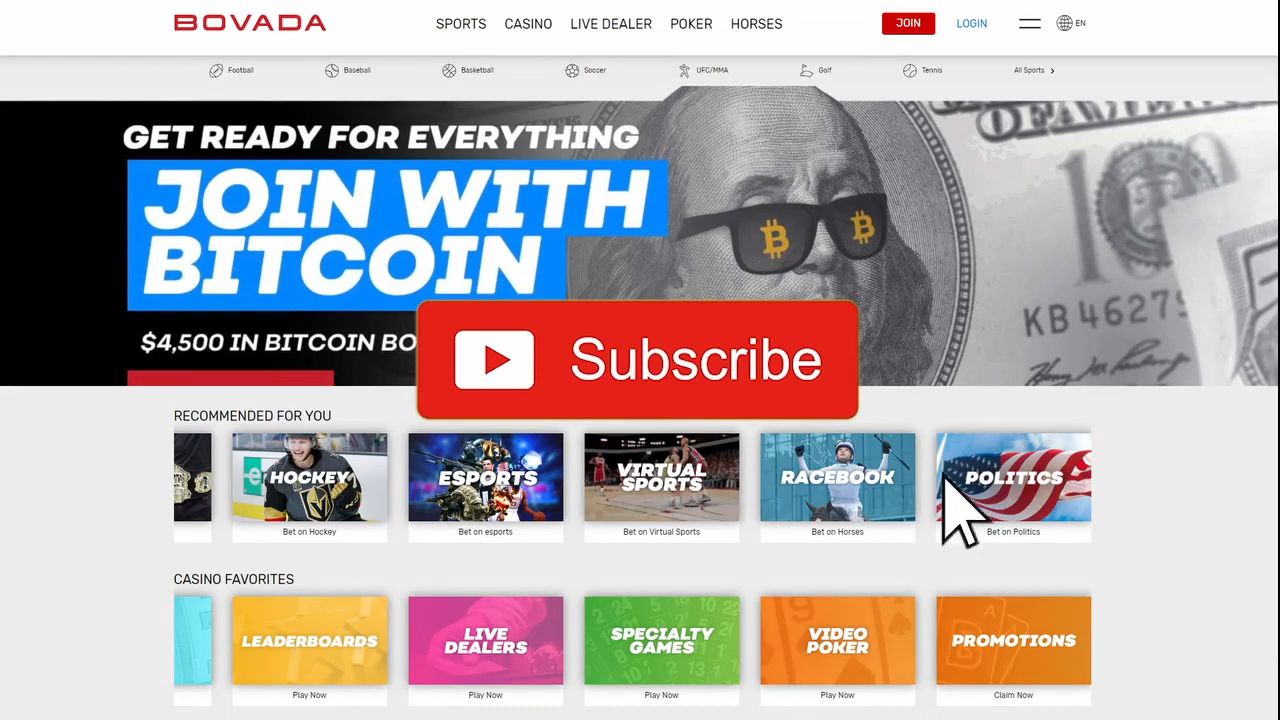 BOVADA
SPORTS CASINO LIVE DEALER POKER HORSES
JOIN LOGIN EN
Football Baseball Basketball Soccer UFC/MMA Golf Tennis All Sports
GET READY FOR EVERYTHING
JOIN WITH
BITCOIN
$4,500 IN BITCOIN BO
Subscribe
100
KB 46279
RECOMMENDED FOR YOU
HOCKEY ESPORTS VIRTUAL SPORTS RACEBOOK POLITICS
Bet on Hockey Bet on esports Bet on Virtual Sports Bet on Horses Bet on Politics
CASINO FAVORITES
LEADERBOARDS LIVE DEALERS SPECIALTY GAMES VIDEO POKER PROMOTIONS
Play Now Play Now Play Now Play Now Claim Now